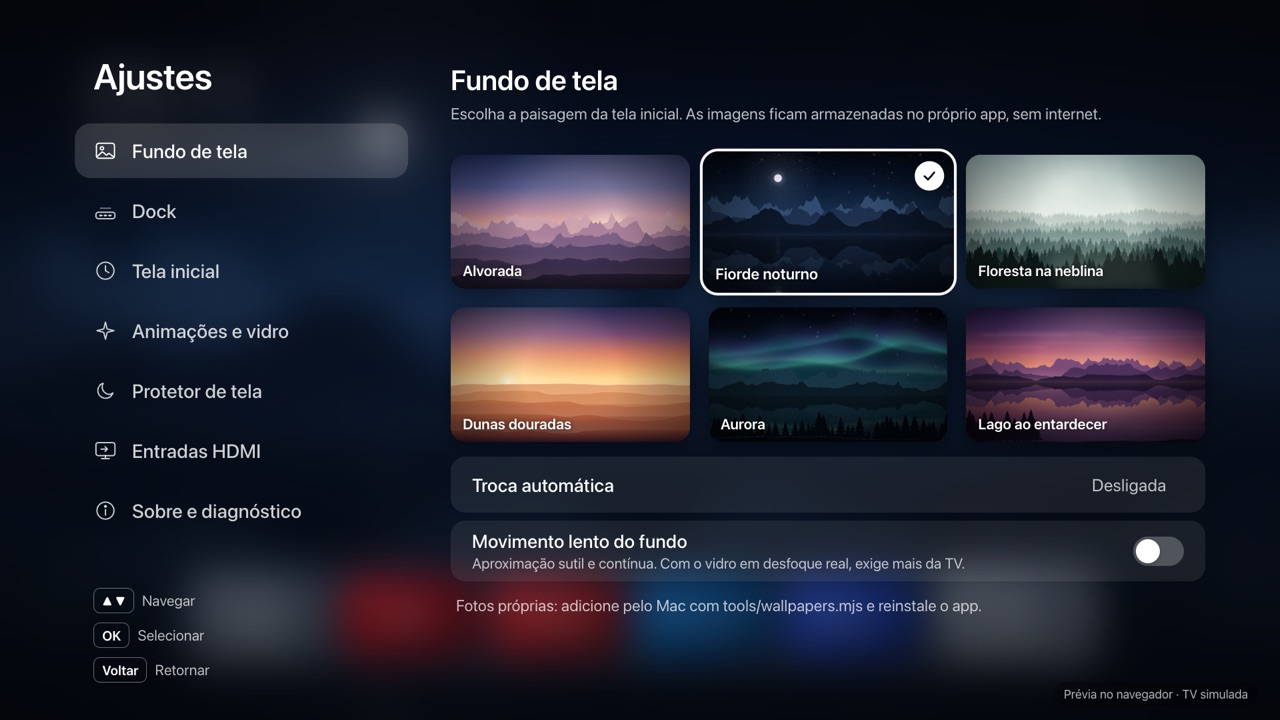 Ajustes
Fundo de tela
Dock
Tela inicial
Animações e vidro
Protetor de tela
Entradas HDMI
Sobre e diagnóstico
▲▼ Navegar
OK Selecionar
Voltar Retornar
Fundo de tela
Escolha a paisagem da tela inicial. As imagens ficam armazenadas no próprio app, sem internet.
Alvorada
Fiorde noturno
Floresta na neblina
Dunas douradas
Aurora
Lago ao entardecer
Troca automática Desligada
Movimento lento do fundo
Aproximação sutil e contínua. Com o vidro em desfoque real, exige mais da TV.
Fotos próprias: adicione pelo Mac com tools/wallpapers.mjs e reinstale o app.
Prévia no navegador · TV simulada